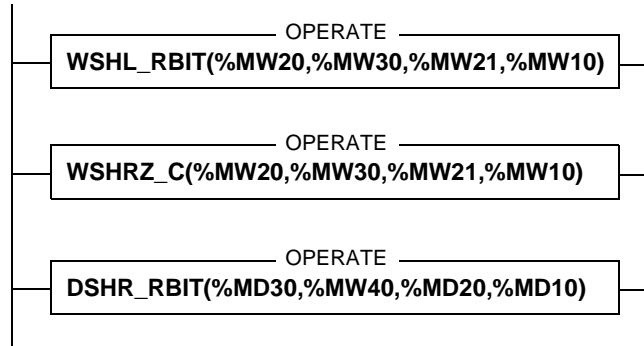 OPERATE
WSHL_RBIT(%MW20,%MW30,%MW21,%MW10)
OPERATE
WSHRZ_C(%MW20,%MW30,%MW21,%MW10)
OPERATE
DSHR_RBIT(%MD30,%MW40,%MD20,%MD10)